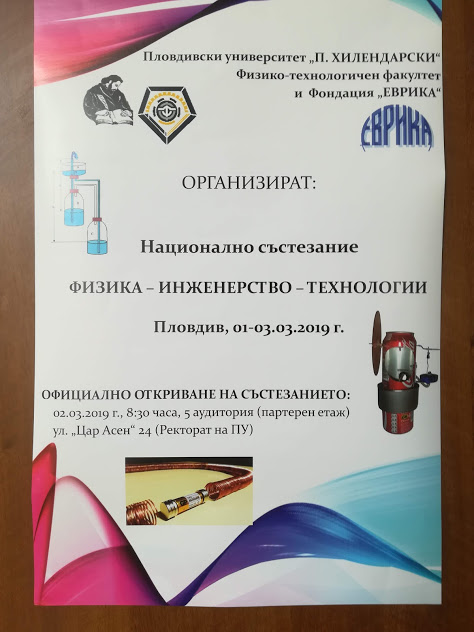 Пловдивски университет „П. ХИЛЕНДАРСКИ“
Физико-технологичен факултет
и Фондация „ЕВРИКА“
ЕВРИКА
ОРГАНИЗИРАТ:
Национално състезание
ФИЗИКА – ИНЖЕНЕРСТВО – ТЕХНОЛОГИИ
Пловдив, 01-03.03.2019 г.
ОФИЦИАЛНО ОТКРИВАНЕ НА СЪСТЕЗАНИЕТО:
02.03.2019 г., 8:30 часа, 5 аудитория (партерен етаж)
ул. „Цар Асен“ 24 (Ректорат на ПУ)